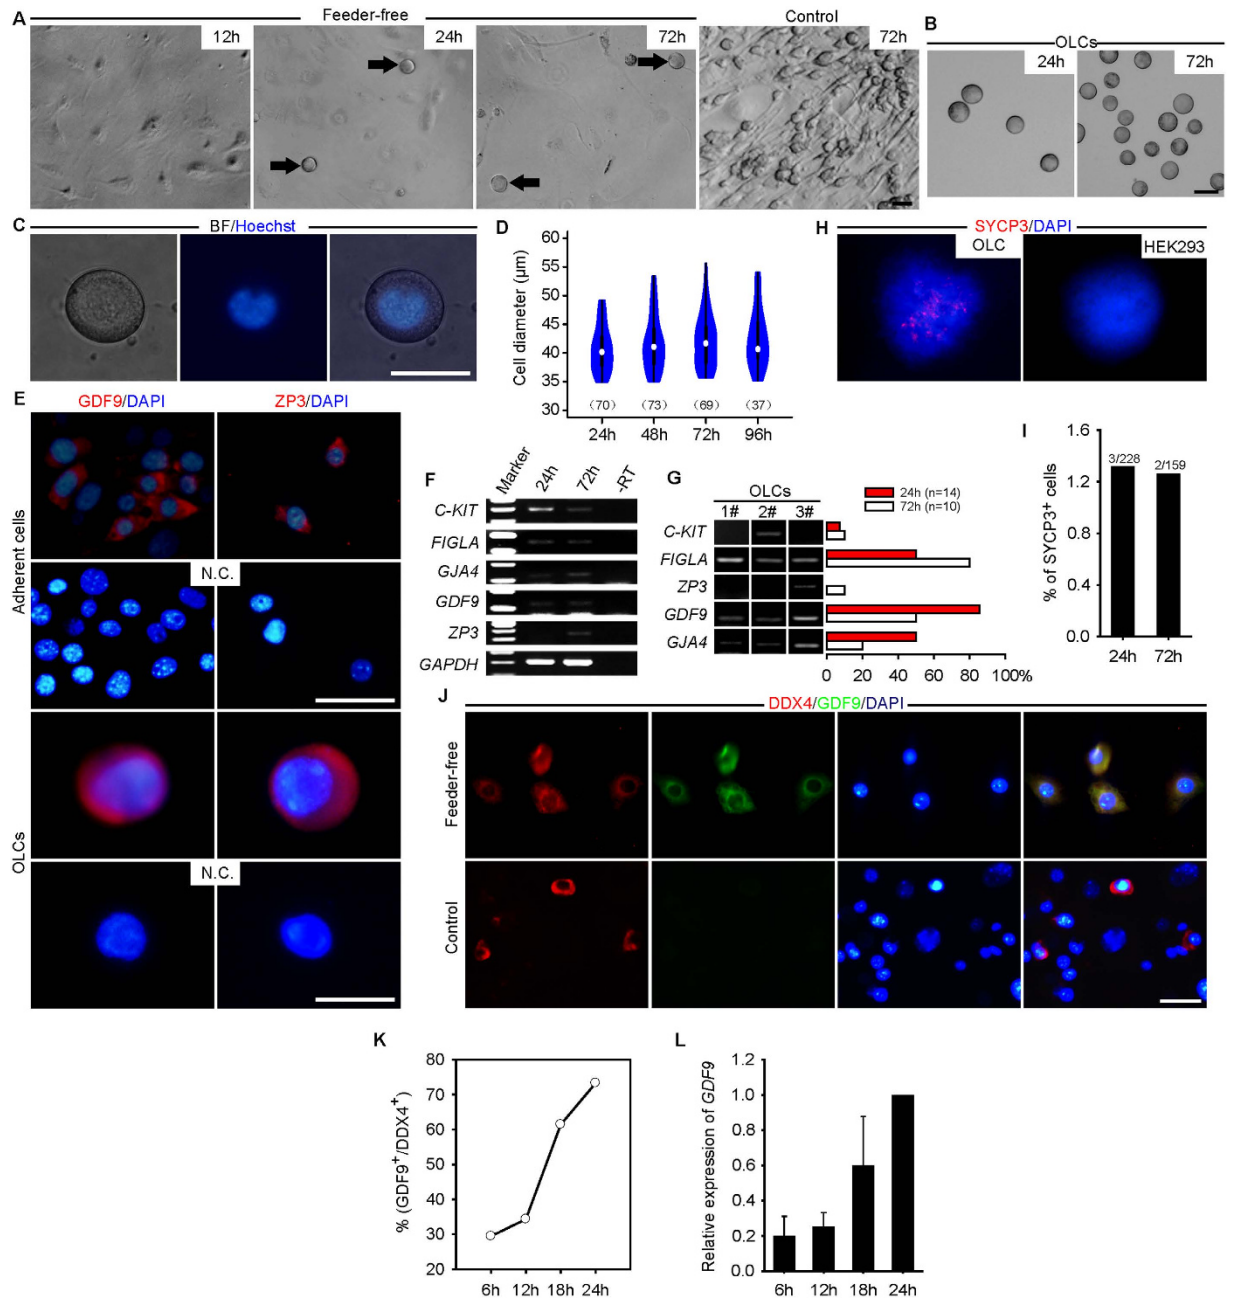 A
Feeder-free
Control
12h
24h
72h
72h
B
OLCs
24h
72h
C
BF/Hoechst
D
Cell diameter (μm)
60
55
50
45
40
35
30
(70)
(73)
(69)
(37)
24h
48h
72h
96h
H
SYCP3/DAPI
OLC
HEK293
E
GDF9/DAPI
ZP3/DAPI
Adherent cells
N.C.
OLCs
N.C.
F
Marker
24h
72h
-RT
C-KIT
FIGLA
GJA4
GDF9
ZP3
GAPDH
G
OLCs
1#
2#
3#
24h (n=14)
72h (n=10)
C-KIT
FIGLA
ZP3
GDF9
GJA4
0
20
40
60
80
100%
I
% of SYCP3+ cells
1.6
1.2
0.8
0.4
0.0
3/228
2/159
24h
72h
J
DDX4/GDF9/DAPI
Feeder-free
Control
K
% (GDF9+/DDX4+)
80
70
60
50
40
30
20
6h
12h
18h
24h
L
Relative expression of GDF9
1.2
1.0
0.8
0.6
0.4
0.2
0.0
6h
12h
18h
24h